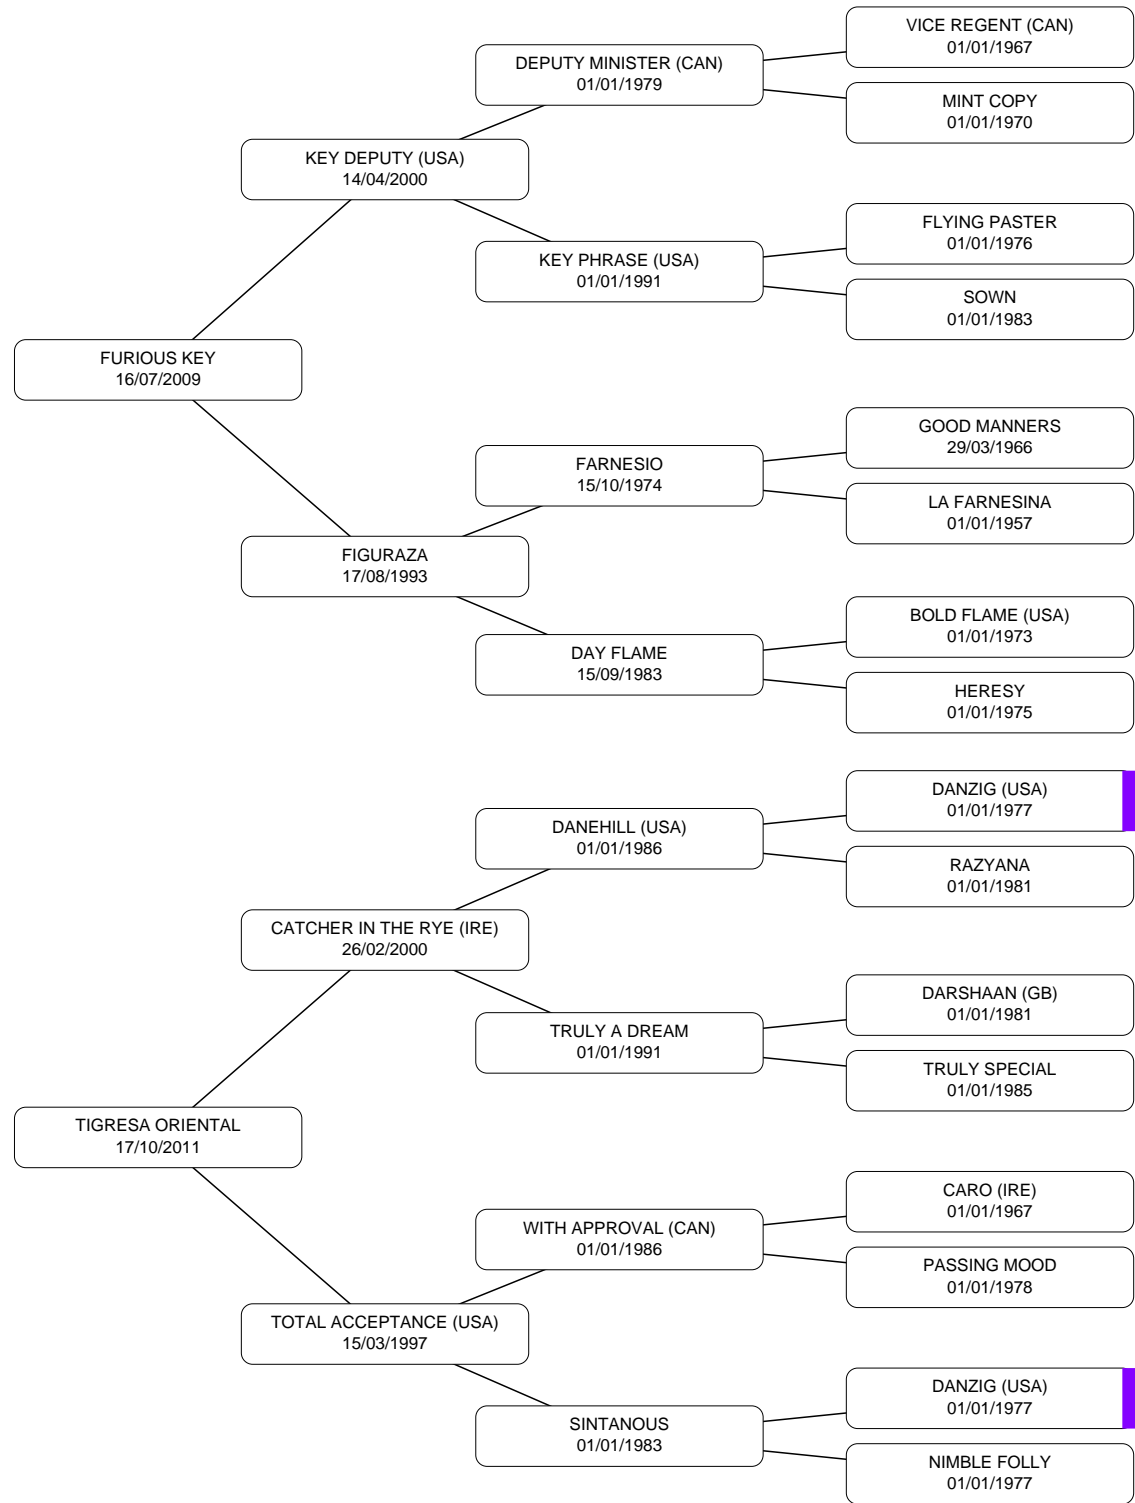 VICE REGENT (CAN)
01/01/1967
DEPUTY MINISTER (CAN)
01/01/1979
MINT COPY
01/01/1970
KEY DEPUTY (USA)
14/04/2000
FLYING PASTER
01/01/1976
KEY PHRASE (USA)
01/01/1991
SOWN
01/01/1983
FURIOUS KEY
16/07/2009
GOOD MANNERS
29/03/1966
FARNESIO
15/10/1974
LA FARNESINA
01/01/1957
FIGURAZA
17/08/1993
BOLD FLAME (USA)
01/01/1973
DAY FLAME
15/09/1983
HERESY
01/01/1975
DANZIG (USA)
01/01/1977
DANEHILL (USA)
01/01/1986
RAZYANA
01/01/1981
CATCHER IN THE RYE (IRE)
26/02/2000
DARSHAAN (GB)
01/01/1981
TRULY A DREAM
01/01/1991
TRULY SPECIAL
01/01/1985
TIGRESA ORIENTAL
17/10/2011
CARO (IRE)
01/01/1967
WITH APPROVAL (CAN)
01/01/1986
PASSING MOOD
01/01/1978
TOTAL ACCEPTANCE (USA)
15/03/1997
DANZIG (USA)
01/01/1977
SINTANOUS
01/01/1983
NIMBLE FOLLY
01/01/1977